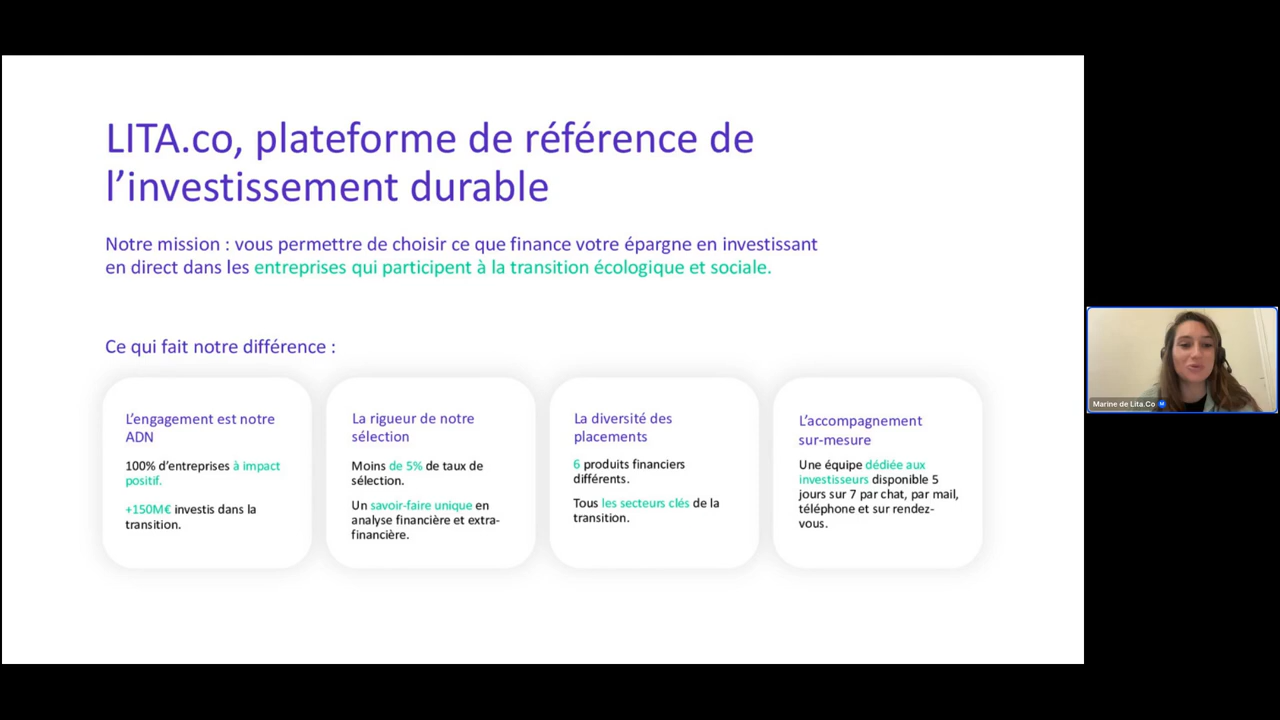 LITA.co, plateforme de référence de
l’investissement durable
Notre mission : vous permettre de choisir ce que finance votre épargne en investissant
en direct dans les entreprises qui participent à la transition écologique et sociale.
Ce qui fait notre différence :
L’engagement est notre
ADN
100% d’entreprises à impact
positif.
+150M€ investis dans la
transition.
La rigueur de notre
sélection
Moins de 5% de taux de
sélection.
Un savoir-faire unique en
analyse financière et extra-
financière.
La diversité des
placements
6 produits financiers
différents.
Tous les secteurs clés de la
transition.
L’accompagnement
sur-mesure
Une équipe dédiée aux
investisseurs disponible 5
jours sur 7 par chat, par mail,
téléphone et sur rendez-
vous.
Marine de Lita.Co